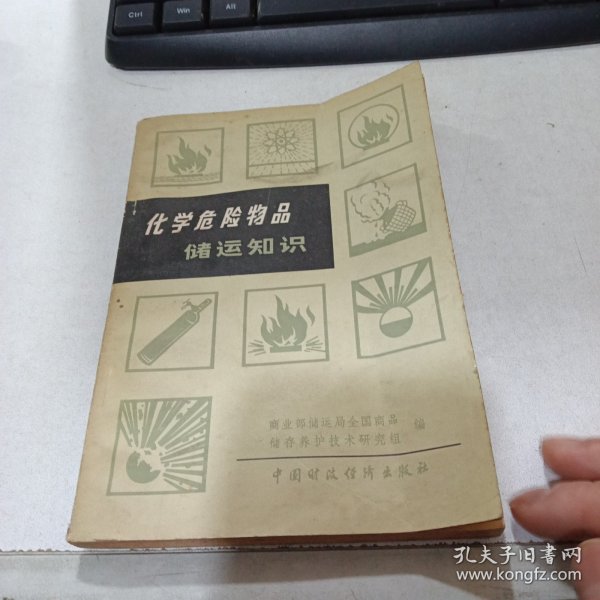 Ctrl
Win
Alt
化学危险物品
储运知识
商业部储运局全国商品
储存养护技术研究组
编
中国财政经济出版社
孔夫子旧书网
www.kongfz.com